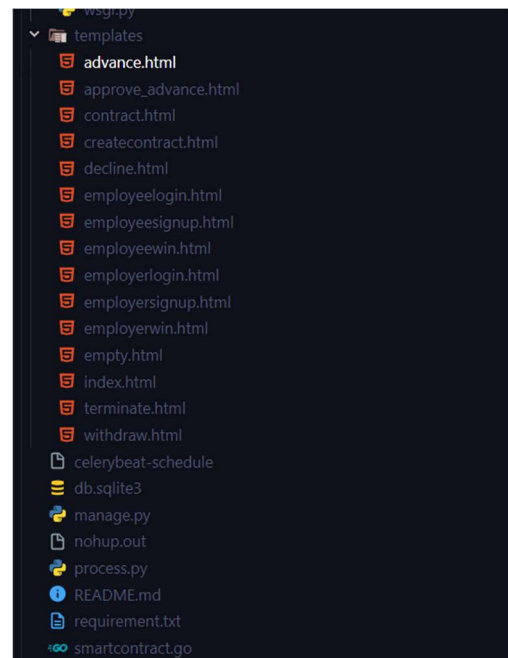 wsgi.py
templates
advance.html
approve_advance.html
contract.html
createcontract.html
decline.html
employeelogin.html
employeesignup.html
employeewin.html
employerlogin.html
employersignup.html
employerwin.html
empty.html
index.html
terminate.html
withdraw.html
celerybeat-schedule
db.sqlite3
manage.py
nohup.out
process.py
README.md
requirement.txt
GO smartcontract.go